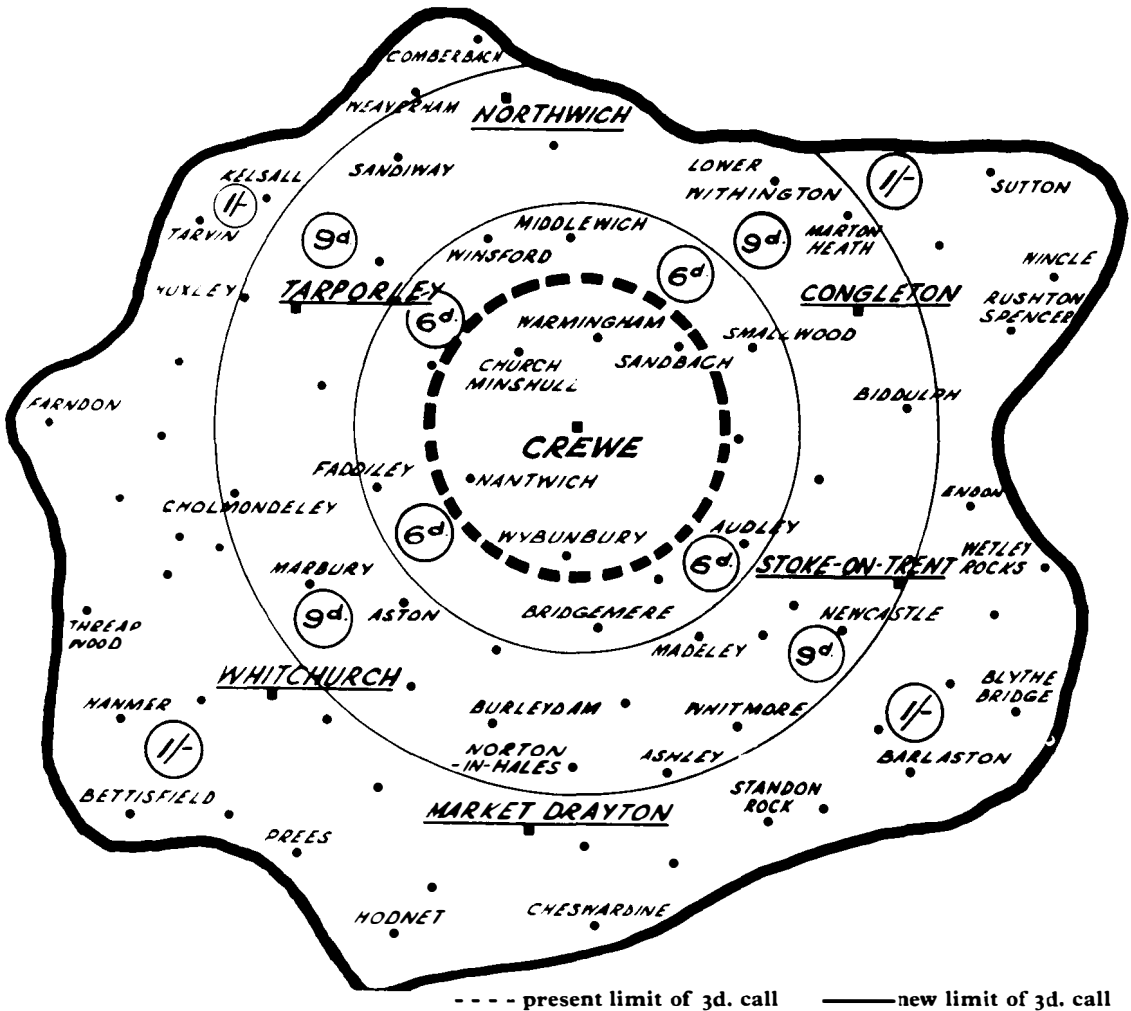 COMBERBACH
WEAVERHAM
NORTHWICH
SANDIWAY
LOWER
WITHINGTON
1/-
SUTTON
KELSALL
1/-
TARVIN
9d.
MIDDLEWICH
WINSFORD
6d.
9d.
MARTON
HEATH
WINCLE
HUXLEY
TARPORLEY
6d.
CONGLETON
RUSHTON
SPENCER
WARMINGHAM
SMALLWOOD
CHURCH
MINSHULL
SANDBACH
FARNDON
BIDDULPH
CREWE
FADDILEY
NANTWICH
CHOLMONDELEY
ENDON
6d.
WYBUNBURY
AUDLEY
6d.
STOKE-ON-TRENT
WETLEY
ROCKS
MARBURY
9d.
ASTON
BRIDGEMERE
NEWCASTLE
THREAP
WOOD
MADELEY
9d.
WHITCHURCH
BLYTHE
BRIDGE
HANMER
1/-
BURLEYDAM
WHITMORE
1/-
NORTON
-IN-HALES
ASHLEY
BARLASTON
BETTISFIELD
STANDON
ROCK
MARKET DRAYTON
PREES
HODNET
CHESWARDINE
---- present limit of 3d. call
——new limit of 3d. call